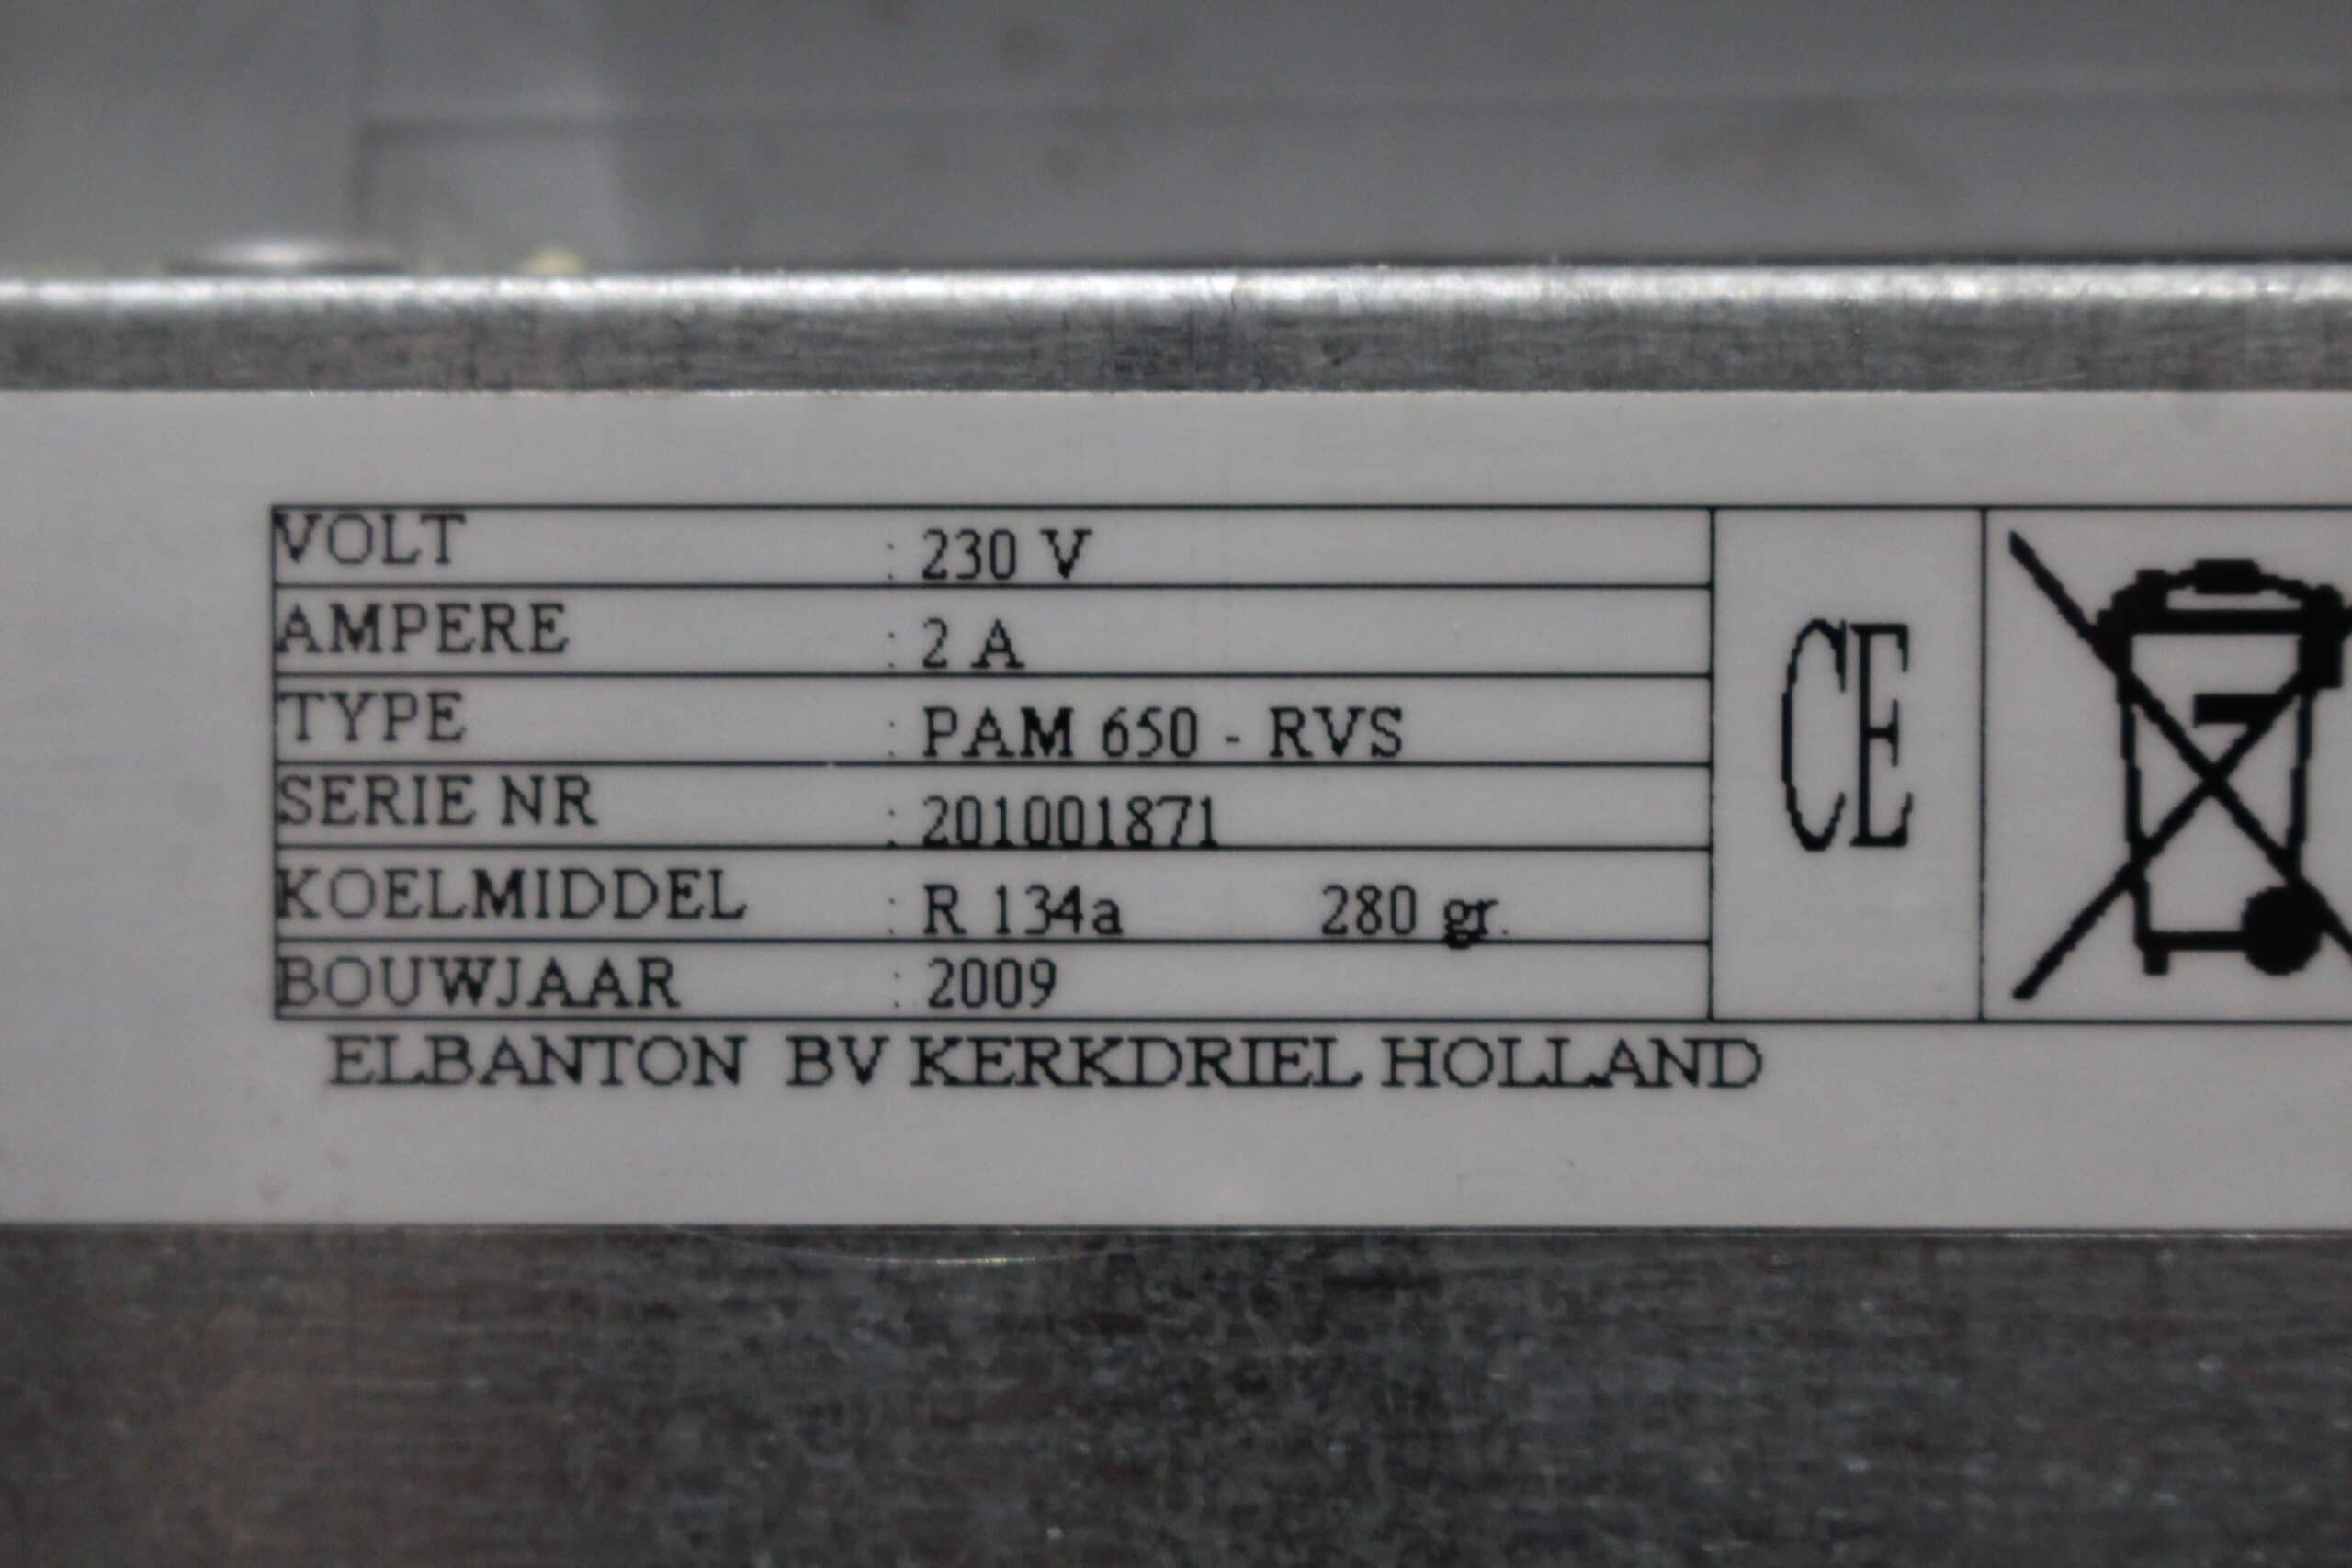 VOLT : 230 V
AMPERE : 2 A
TYPE : PAM 650 - RVS
SERIE NR : 201001871
KOELMIDDEL : R 134a 280 gr.
BOUWJAAR : 2009
CE
ELBANTON BV KERKDRIEL HOLLAND